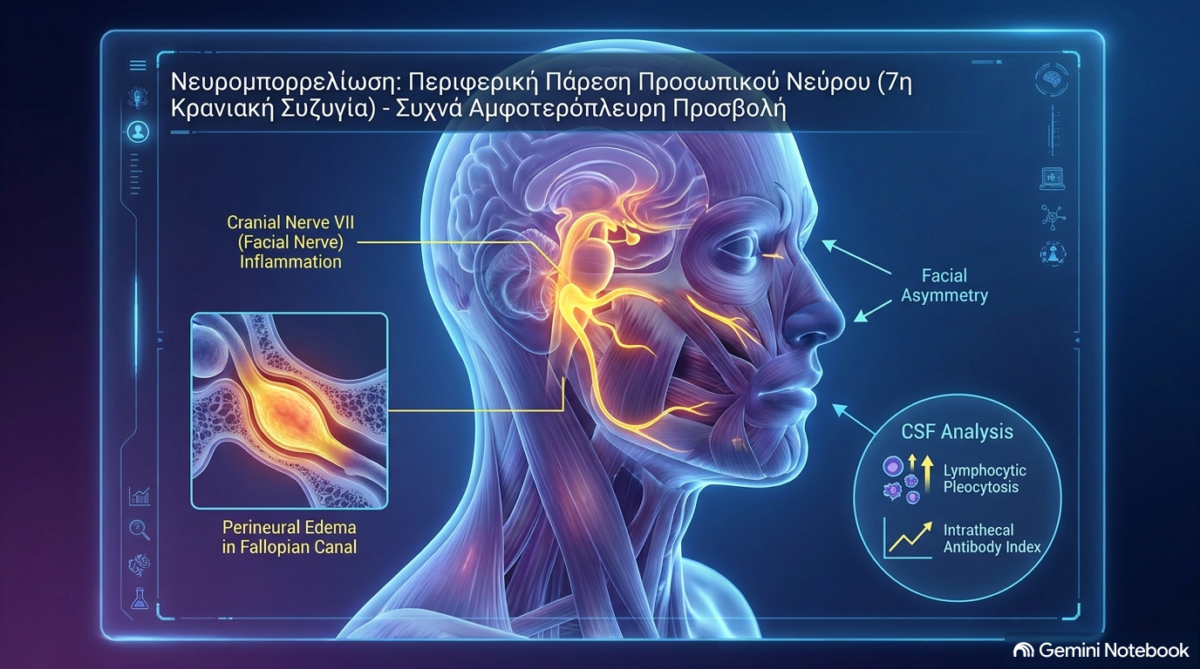 Νευρομπορρελίωση: Περιφερική Πάρεση Προσωπικού Νεύρου (7η
Κρανιακή Συζυγία) - Συχνά Αμφοτερόπλευρη Προσβολή
Cranial Nerve VII
(Facial Nerve)
Inflammation
Facial
Asymmetry
Perineural Edema
in Fallopian Canal
CSF Analysis
Lymphocytic
Pleocytosis
Intrathecal
Antibody Index
Gemini Notebook